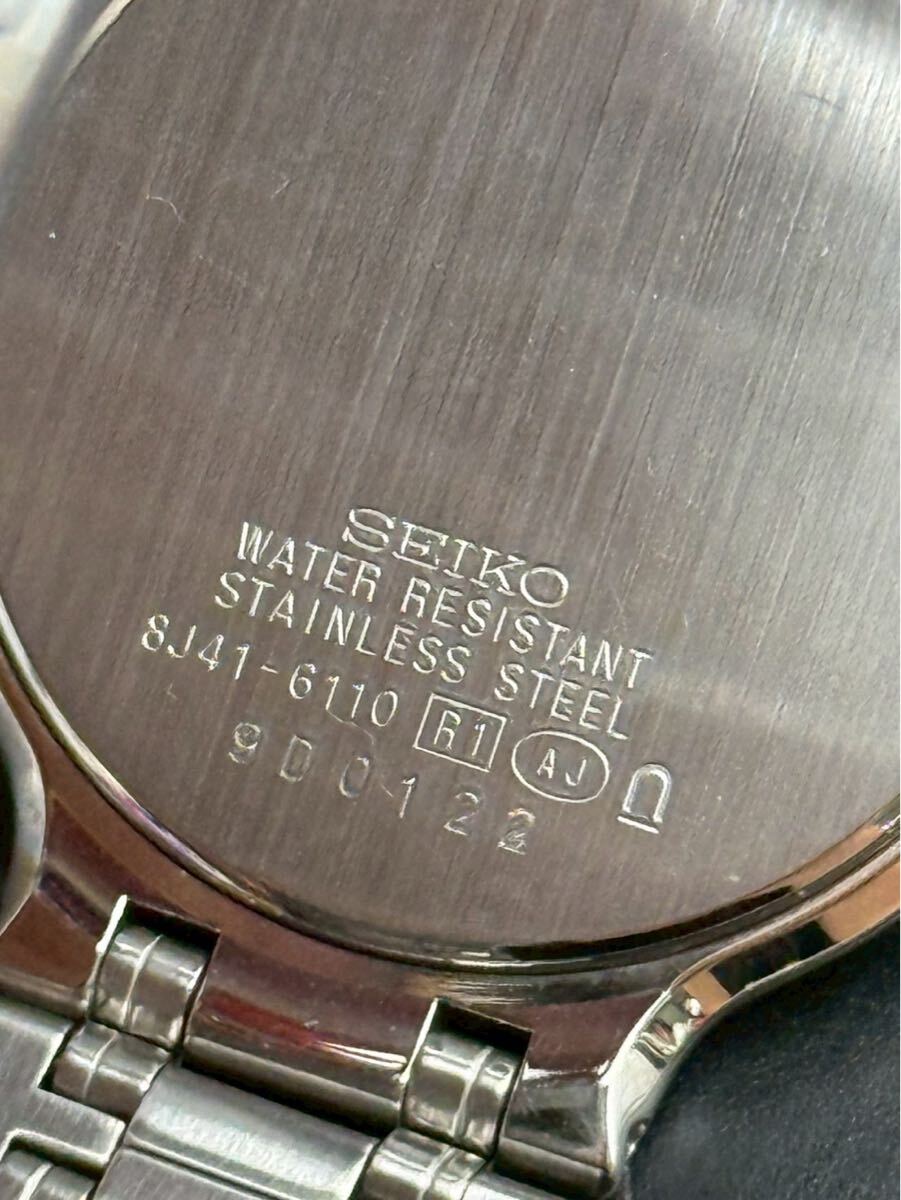 SEIKO
WATER RESISTANT
STAINLESS STEEL
8J41-6110 R1 AJ
9D0122